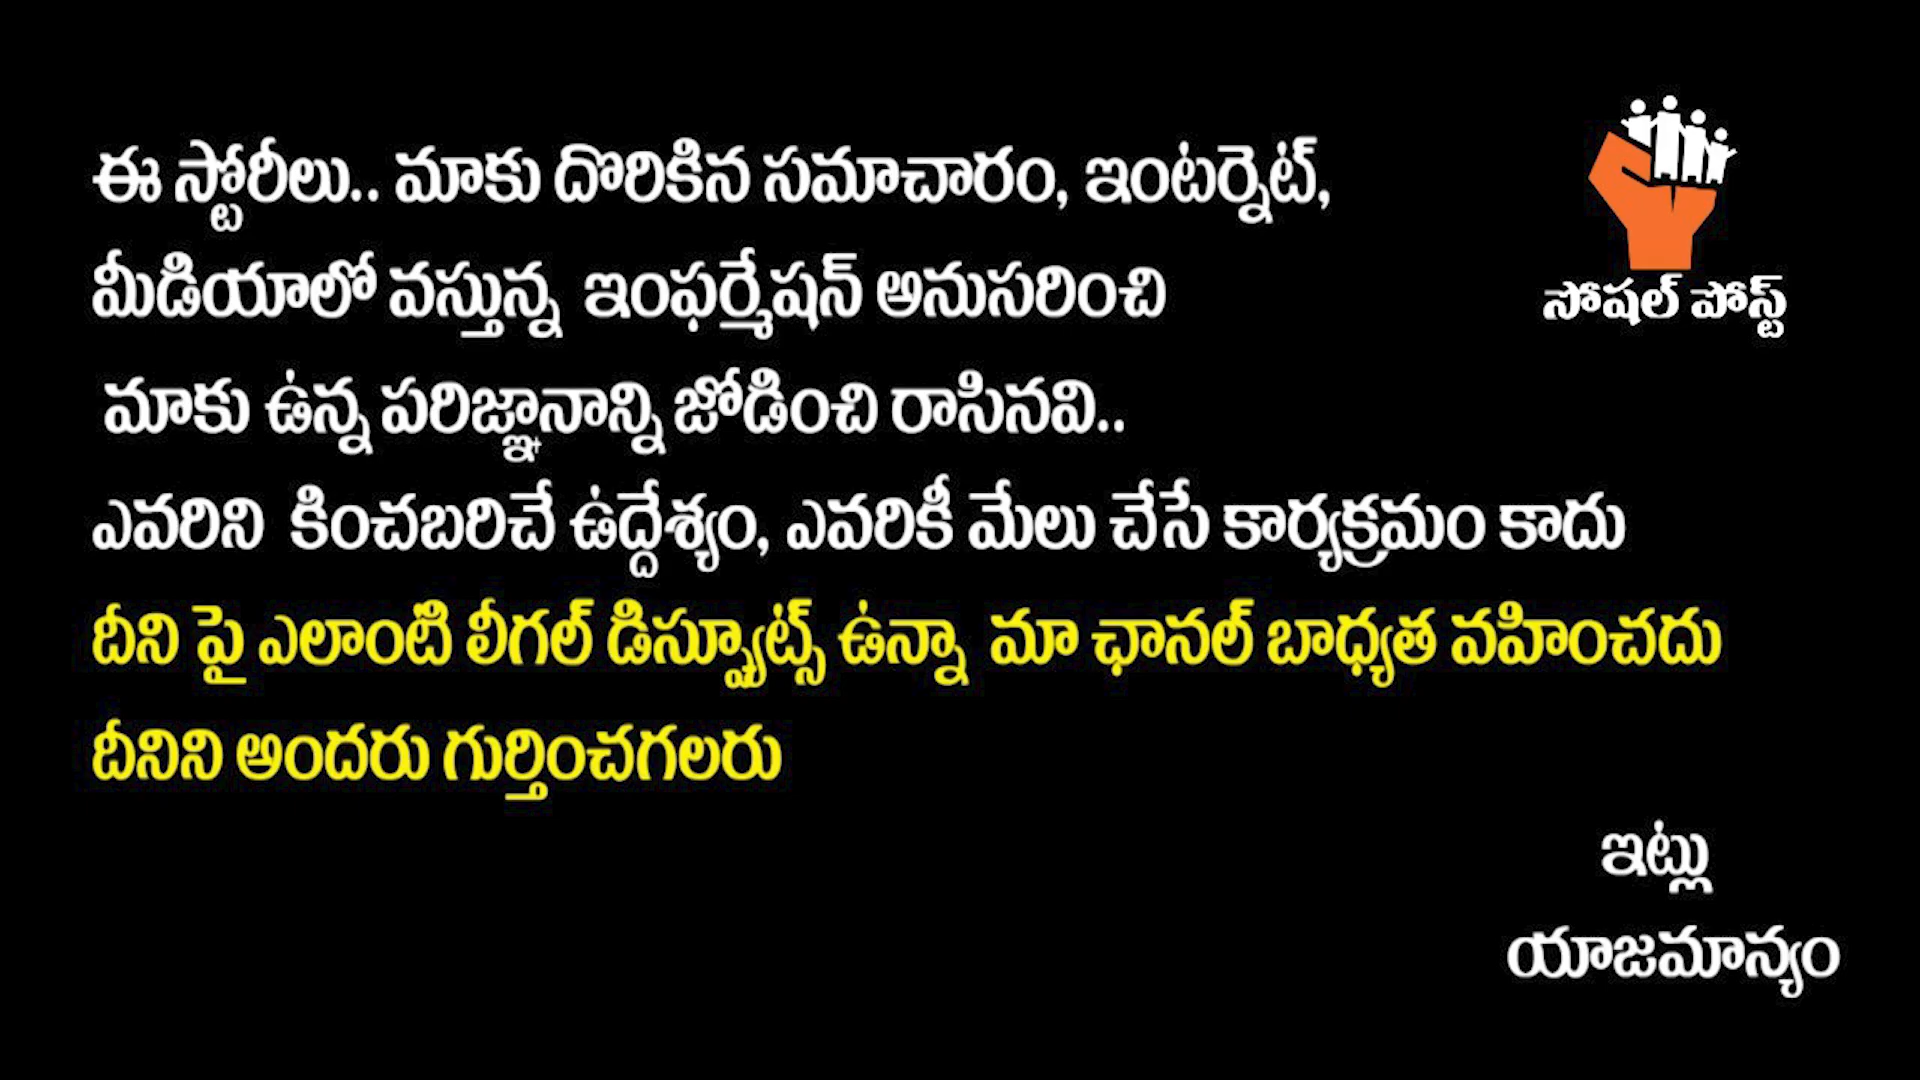 ఈ స్టోరీలు.. మాకు దొరికిన సమాచారం, ఇంటర్నెట్,
మీడియాలో వస్తున్న ఇంఫర్మేషన్ అనుసరించి
మాకు ఉన్న పరిజ్ఞానాన్ని జోడించి రాసినవి..
ఎవరిని కించబరిచే ఉద్దేశ్యం, ఎవరికీ మేలు చేసే కార్యక్రమం కాదు
దీని పై ఎలాంటి లీగల్ డిస్ప్యూట్స్ ఉన్నా మా ఛానల్ బాధ్యత వహించదు
దీనిని అందరు గుర్తించగలరు
ఇట్లు
యాజమాన్యం
సోషల్ పోస్ట్